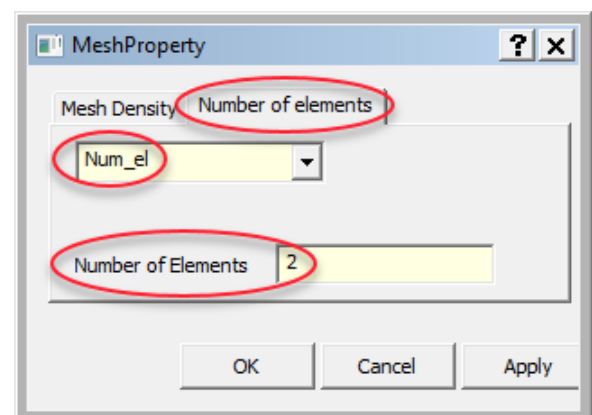 MeshProperty ? X
Mesh Density Number of elements
Num_el
Number of Elements 2
OK Cancel Apply